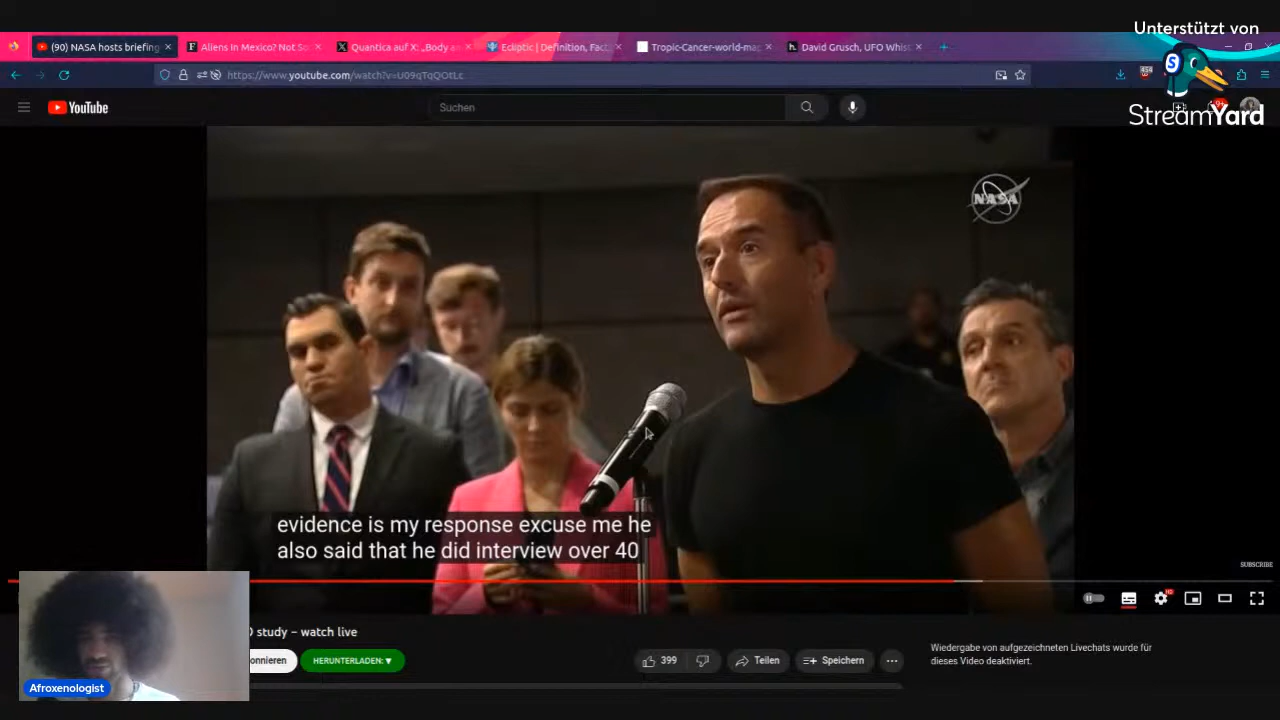 Unterstützt von
StreamYard
(90) NASA hosts briefing
Aliens In Mexico? Not So
Quantica auf X: „Body a
Ecliptic | Definition, Fact
Tropic-Cancer-world-ma
David Grusch, UFO Whist
https://www.youtube.com/watch?v=U09qTqQOtLc
YouTube
Suchen
NASA
evidence is my response excuse me he
also said that he did interview over 40
SUBSCRIBE
study – watch live
onnieren
HERUNTERLADEN: ▼
399
Teilen
Speichern
Wiedergabe von aufgezeichneten Livechats wurde für
dieses Video deaktiviert.
Afroxenologist